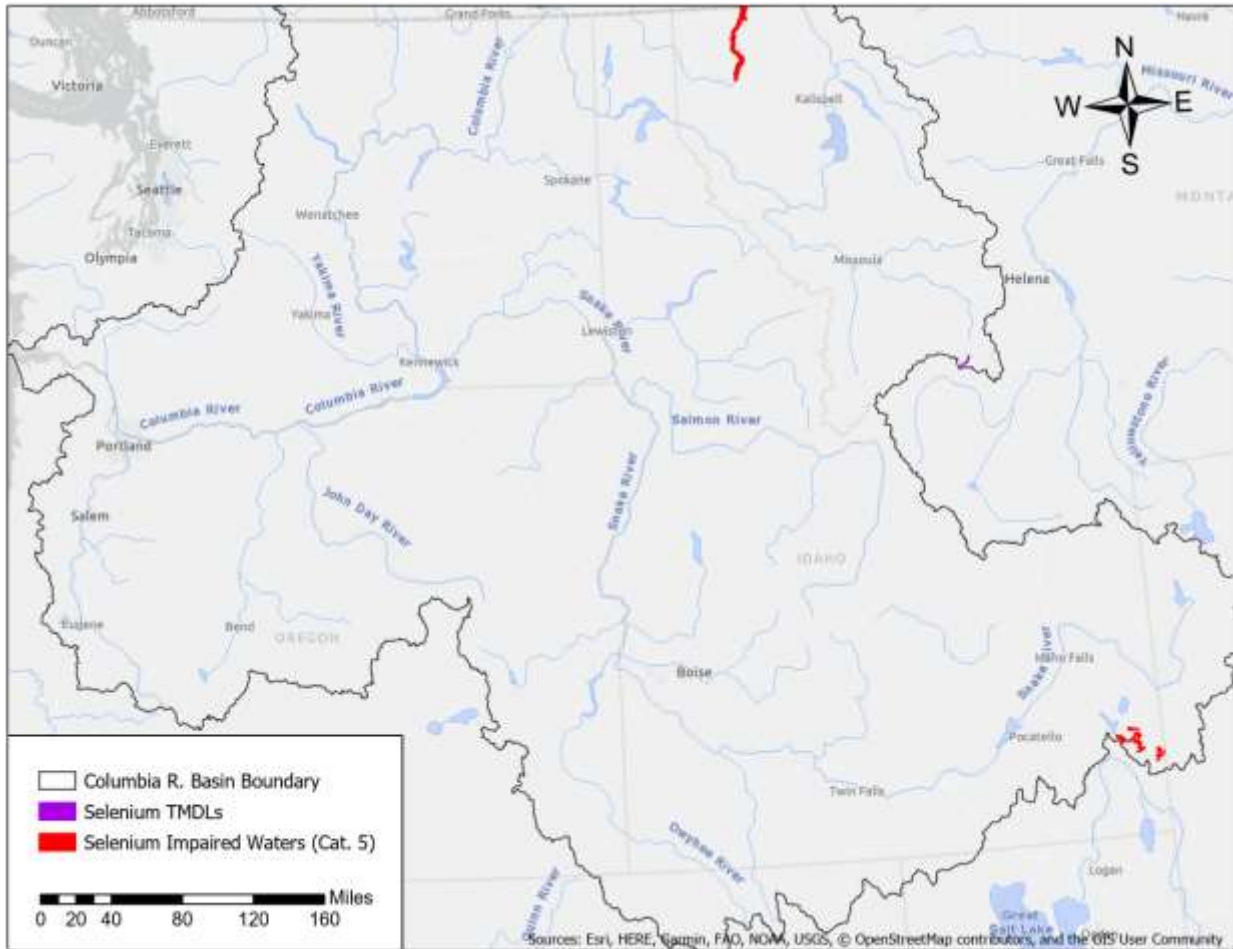 Abbotsford
Grand Forks
Havre
Duncan
Victoria
Columbia River
Kalispell
Missouri River
N
W E
S
Everett
Seattle
Spokane
Great Falls
MONTA
Wenatchee
Tacoma
Olympia
Missoula
Helena
Yakima River
Yakima
Snake River
Lewiston
Kennewick
Columbia River
Columbia River
Salmon River
Yellowstone River
Portland
Snake River
John Day River
Salem
IDAHO
Eugene
Bend
OREGON
Boise
Snake River
Idaho Falls
Pocatello
Twin Falls
Owyhee River
Quinn River
Logan
Great
Salt Lake
Ogden
Columbia R. Basin Boundary
Selenium TMDLs
Selenium Impaired Waters (Cat. 5)
Miles
0 20 40 80 120 160
Sources: Esri, HERE, Garmin, FAO, NOAA, USGS, © OpenStreetMap contributors, and the GIS User Community